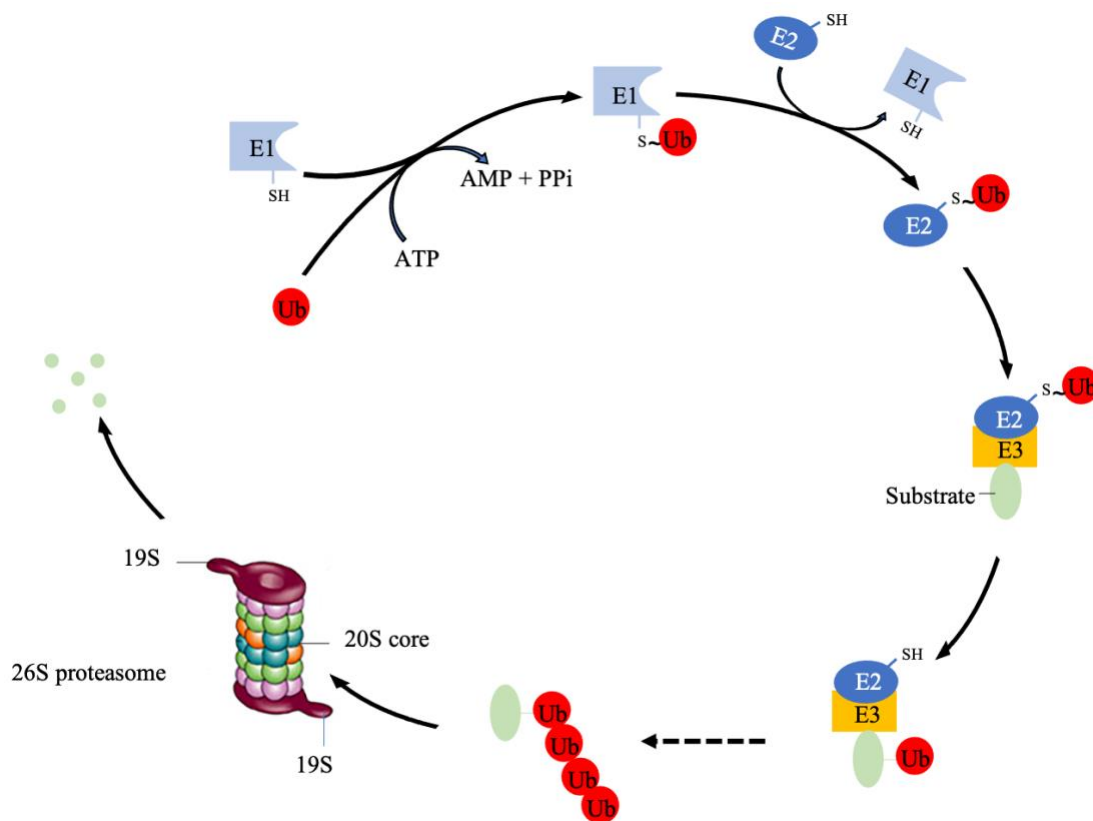 E1
SH
Ub
ATP
AMP + PPi
E1
S~Ub
E2
SH
E1
SH
E2
S~Ub
E2
S~Ub
E3
Substrate
E2
SH
E3
Ub
Ub
Ub
Ub
Ub
19S
20S core
26S proteasome
19S